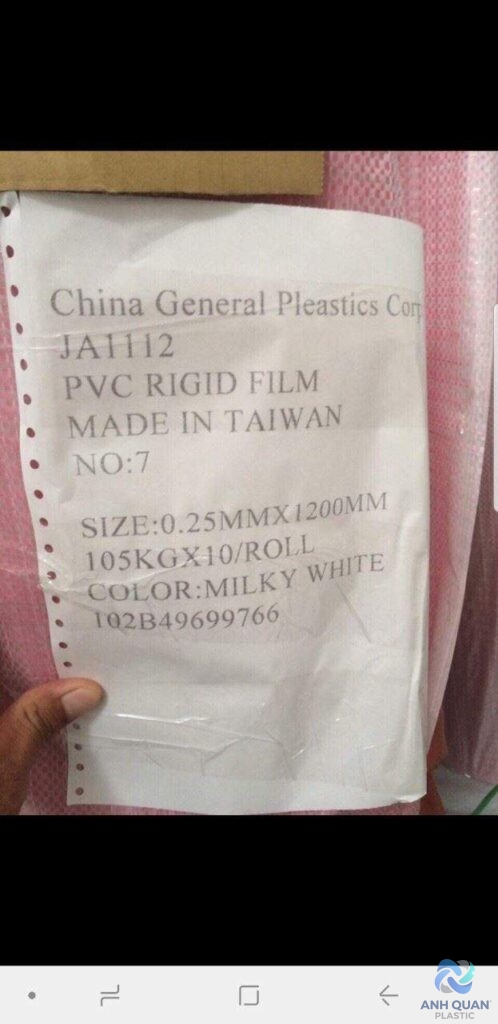 China General Pleastics Corp
JA1112
PVC RIGID FILM
MADE IN TAIWAN
NO:7
SIZE:0.25MMX1200MM
105KGX10/ROLL
COLOR:MILKY WHITE
102B49699766
ANH QUAN
PLASTIC